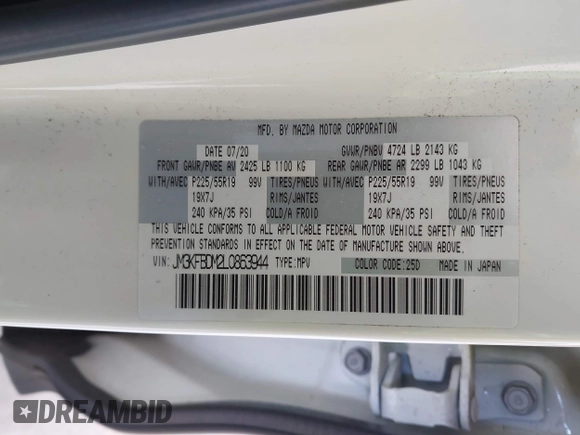 MFD. BY MAZDA MOTOR CORPORATION
DATE 07/20 GVWR/PNBV 4724 LB 2143 KG
FRONT GAWR/PNBE AV 2425 LB 1100 KG REAR GAWR/PNBE AR 2299 LB 1043 KG
WITH/AVEC P225/55R19 99V TIRES/PNEUS WITH/AVEC P225/55R19 99V TIRES/PNEUS
19X7J RIMS/JANTES 19X7J RIMS/JANTES
240 KPA/35 PSI COLD/A FROID 240 KPA/35 PSI COLD/A FROID
THIS VEHICLE CONFORMS TO ALL APPLICABLE FEDERAL MOTOR VEHICLE SAFETY AND THEFT
PREVENTION STANDARDS IN EFFECT ON THE DATE OF MANUFACTURE SHOWN ABOVE.
VIN: JM3KFBDM2L0863944 TYPE: MPV COLOR CODE: 25D MADE IN JAPAN
DREAMBID